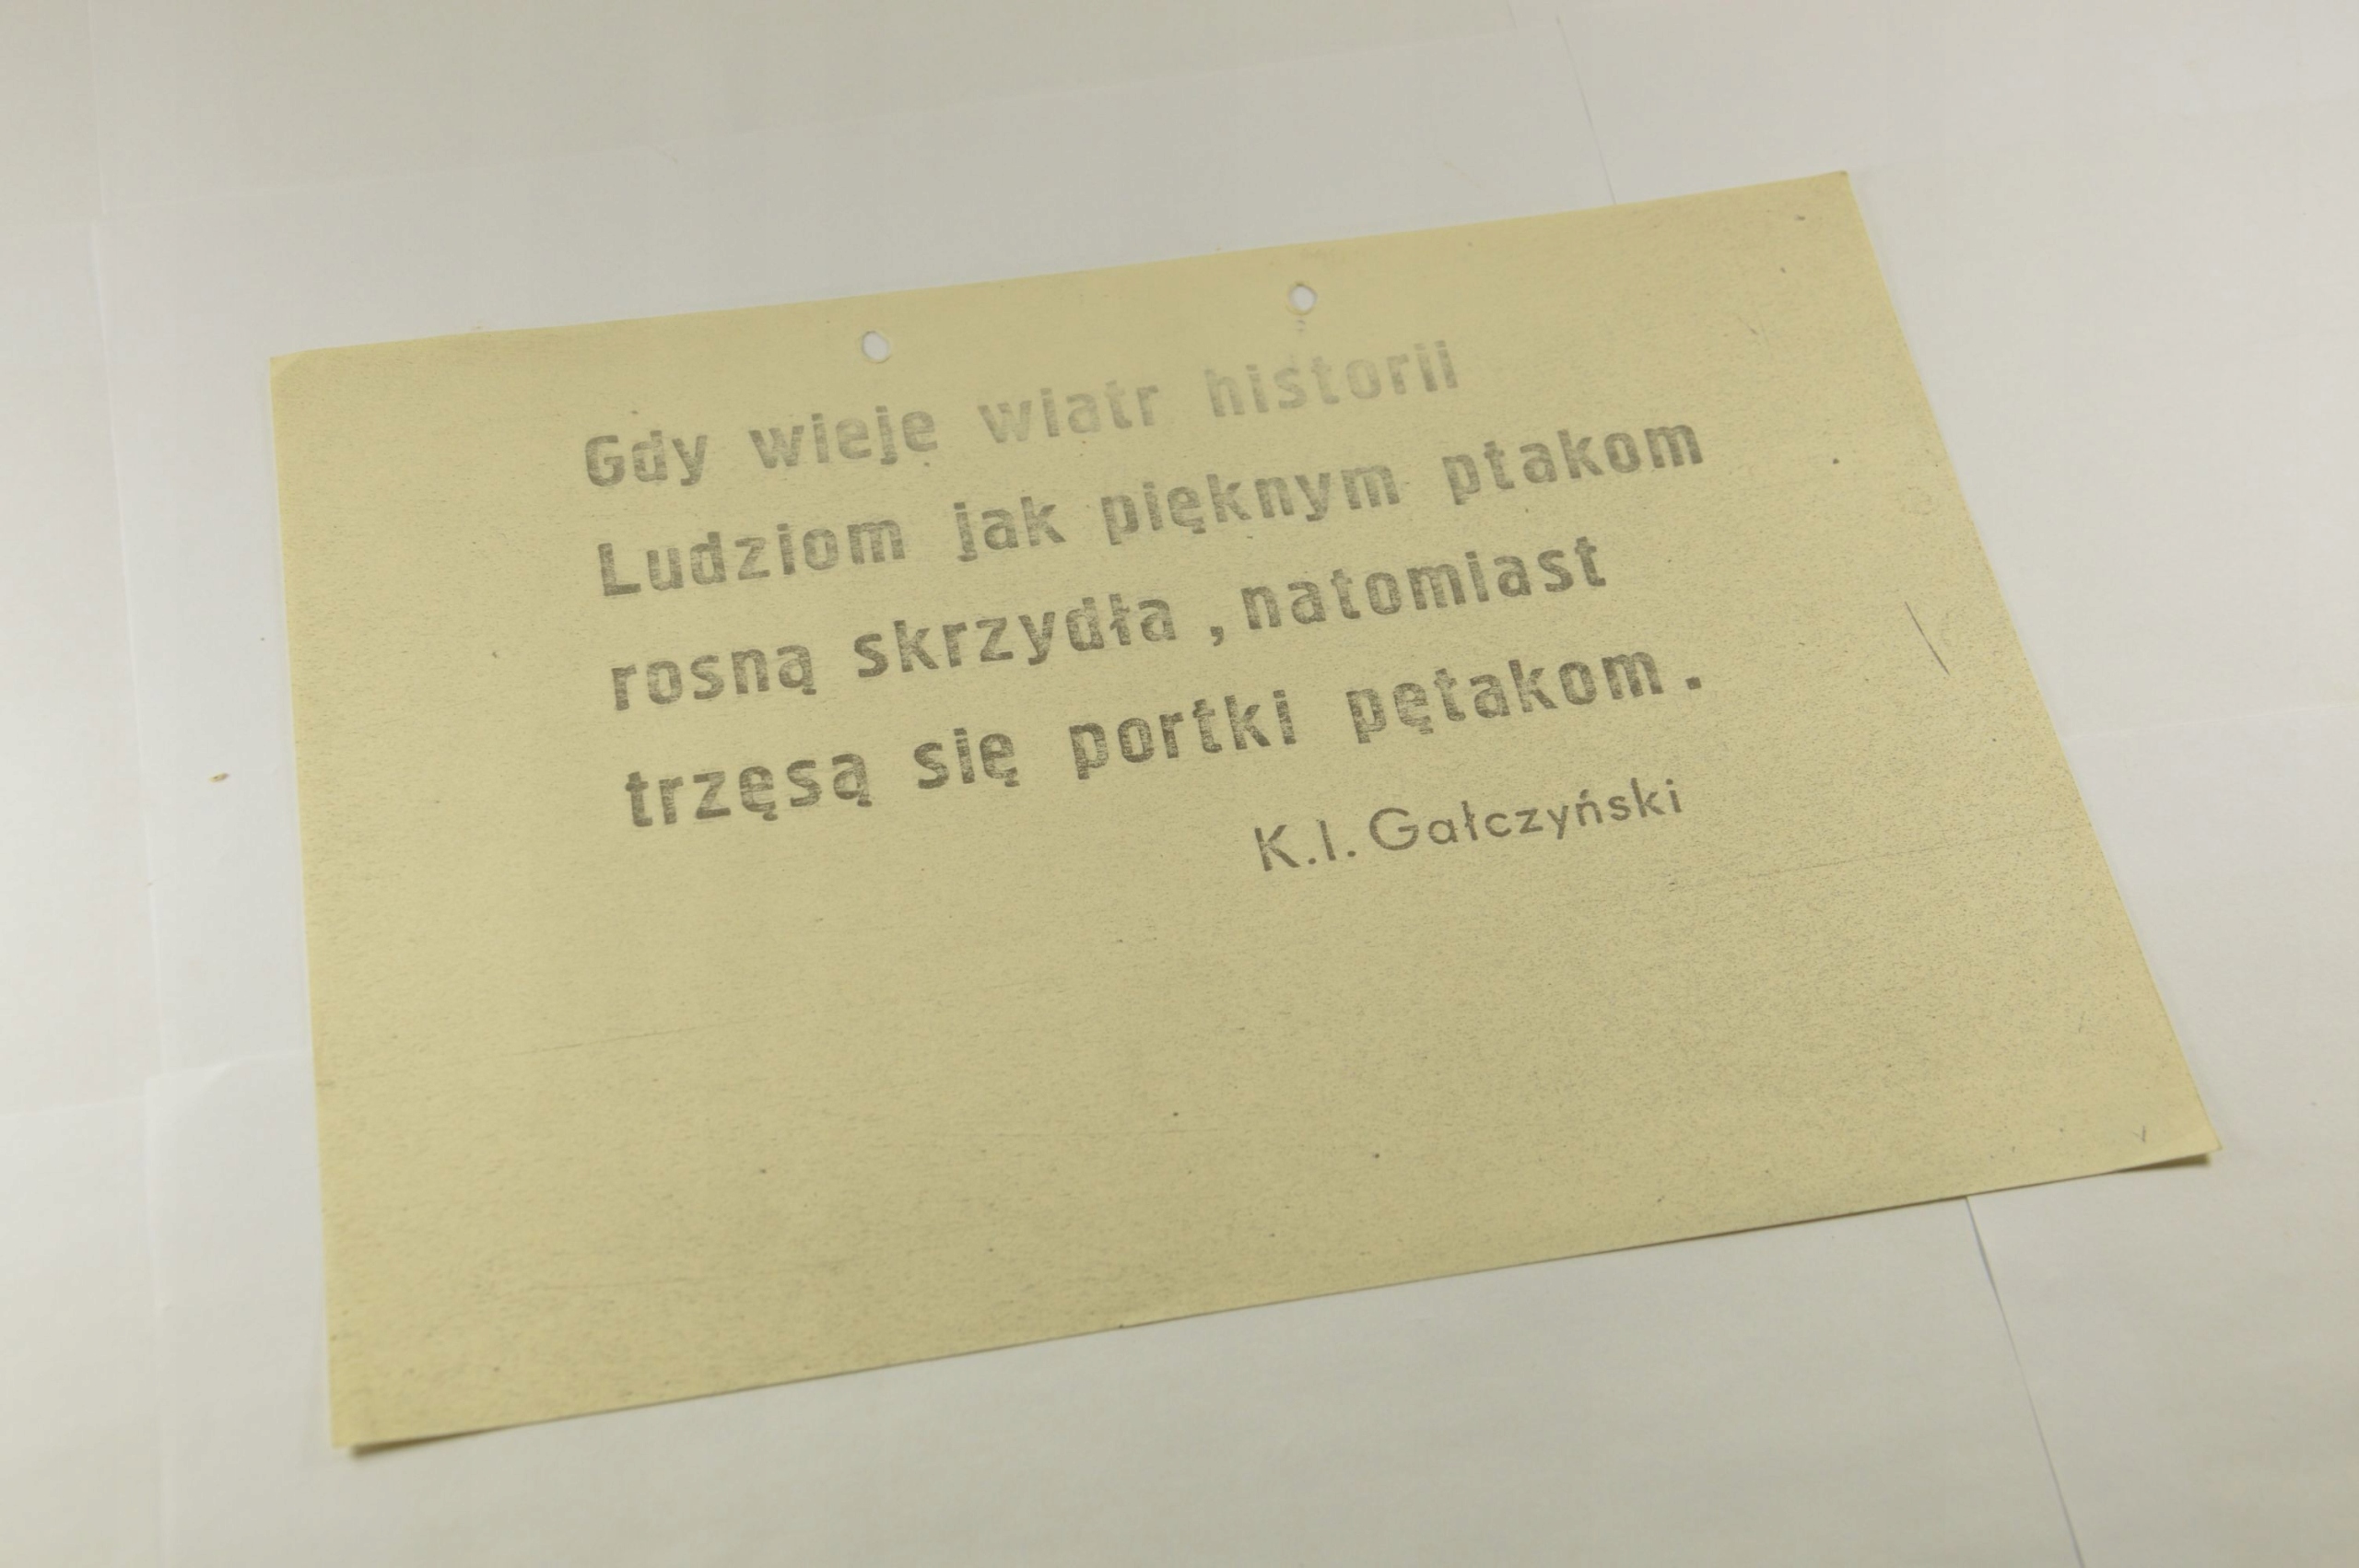 Gdy wieje wiatr historii
Ludziom jak pięknym ptakom
rosną skrzydła, natomiast
trzęsą się portki pętakom.
K.I. Gałczyński